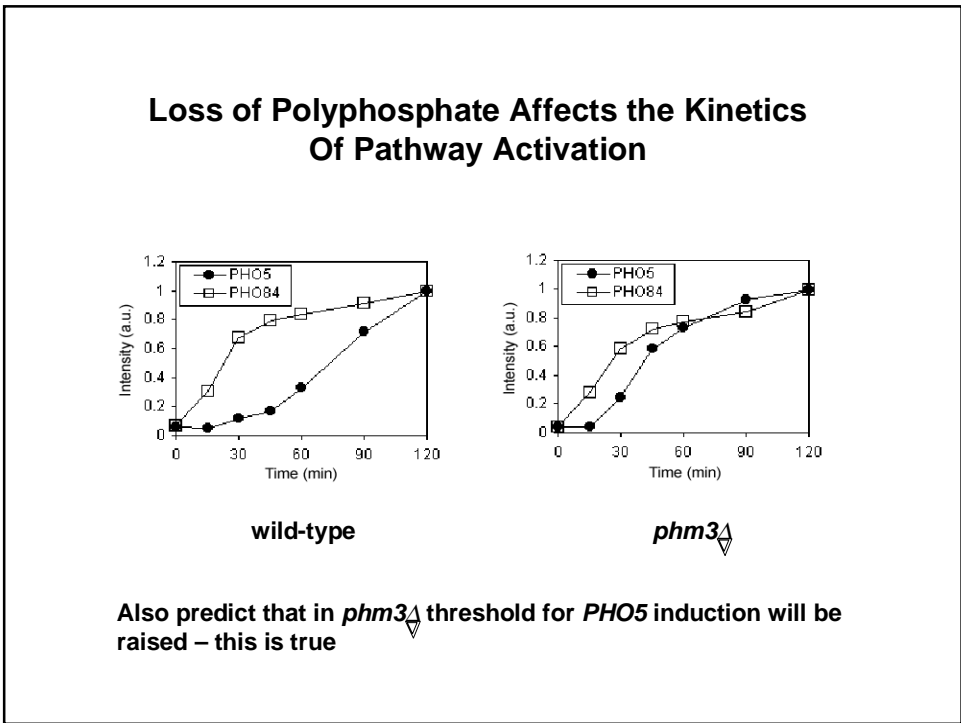 Loss of Polyphosphate Affects the Kinetics
Of Pathway Activation
1.2
1
0.8
0.6
0.4
0.2
0
Intensity (a.u.)
PHO5
PHO84
0 30 60 90 120
Time (min)
wild-type
1.2
1
0.8
0.6
0.4
0.2
0
Intensity (a.u.)
PHO5
PHO84
0 30 60 90 120
Time (min)
phm3Δ
Also predict that in phm3Δ threshold for PHO5 induction will be
raised – this is true